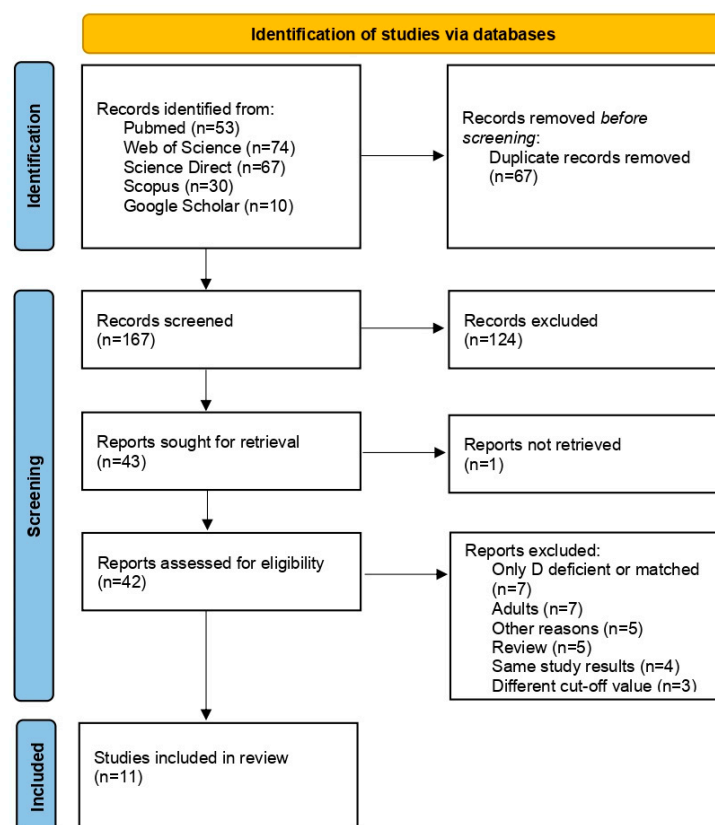 Identification of studies via databases
Identification
Records identified from:
Pubmed (n=53)
Web of Science (n=74)
Science Direct (n=67)
Scopus (n=30)
Google Scholar (n=10)
Records removed before
screening:
Duplicate records removed
(n=67)
Screening
Records screened
(n=167)
Records excluded
(n=124)
Reports sought for retrieval
(n=43)
Reports not retrieved
(n=1)
Reports assessed for eligibility
(n=42)
Reports excluded:
Only D deficient or matched
(n=7)
Adults (n=7)
Other reasons (n=5)
Review (n=5)
Same study results (n=4)
Different cut-off value (n=3)
Included
Studies included in review
(n=11)